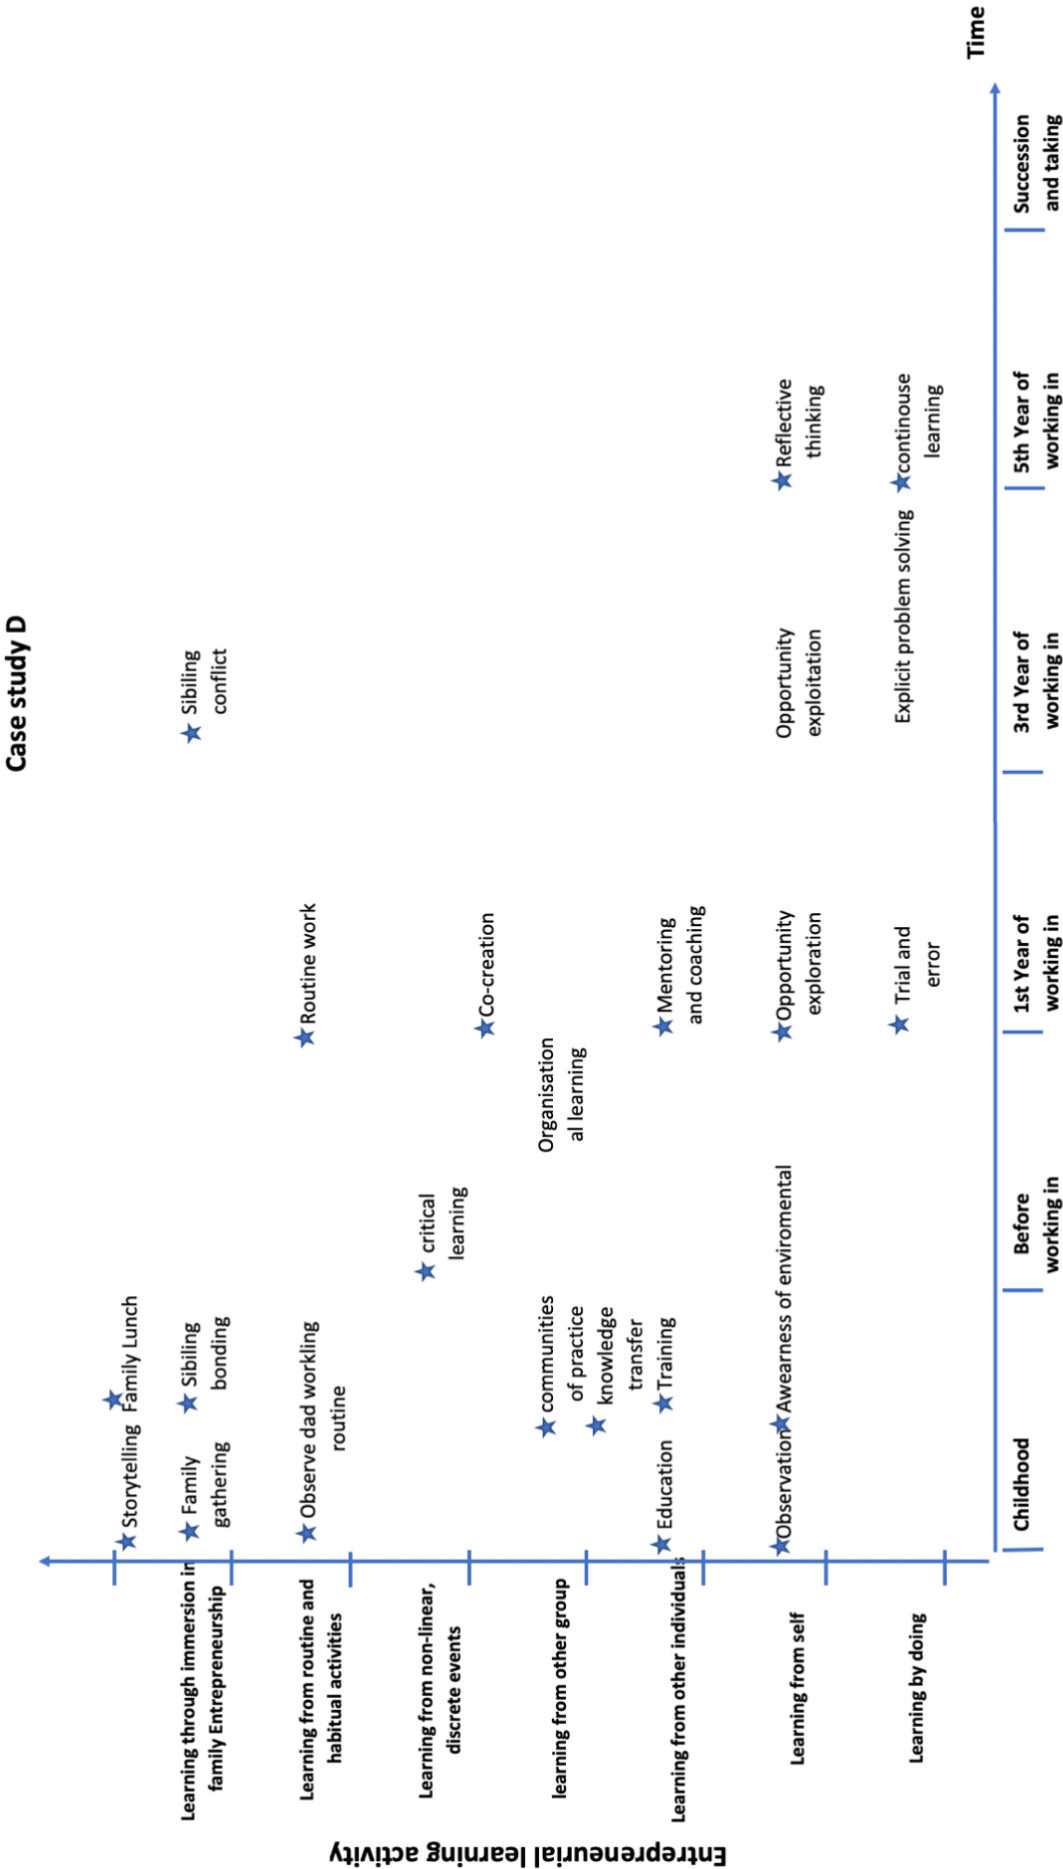 Case study D
Entrepreneurial learning activity
Storytelling
Family Lunch
Learning through immersion in
family Entrepreneurship
Family
gathering
Sibiling
bonding
Sibiling
conflict
Learning from routine and
habitual activities
Observe dad workling
routine
Routine work
Learning from non-linear,
discrete events
critical
learning
Co-creation
learning from other group
communities
of practice
knowledge
transfer
Organisation
al learning
Learning from other individuals
Education
Training
Mentoring
and coaching
Learning from self
Observation
Awearness of enviromental
Opportunity
exploration
Opportunity
exploitation
Reflective
thinking
Learning by doing
Trial and
error
Explicit problem solving
continouse
learning
Time
Childhood
Before
working in
1st Year of
working in
3rd Year of
working in
5th Year of
working in
Succession
and taking